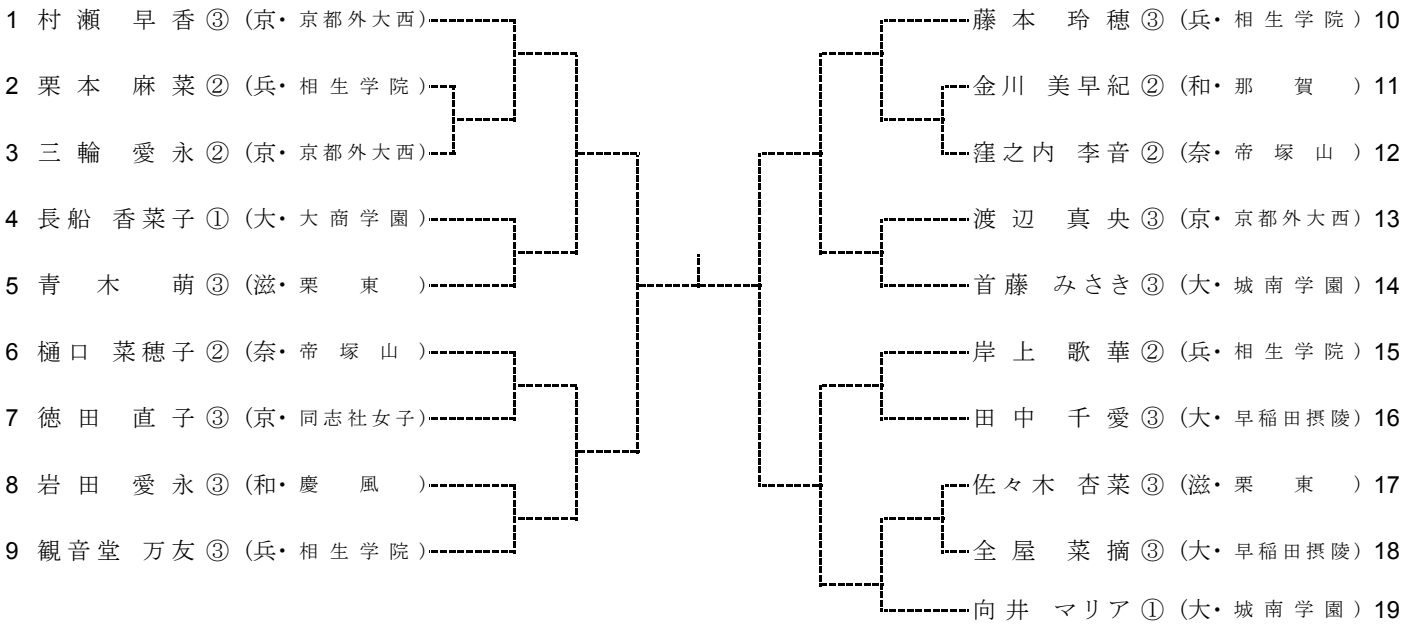 1 村瀬 早香③(京・京都外大西)
2 栗本 麻菜②(兵・相生学院)
3 三輪 愛永②(京・京都外大西)
4 長船 香菜子①(大・大商学園)
5 青木 萌③(滋・栗東)
6 樋口 菜穂子②(奈・帝塚山)
7 徳田 直子③(京・同志社女子)
8 岩田 愛永③(和・慶風)
9 観音堂 万友③(兵・相生学院)
藤本 玲穂③(兵・相生学院) 10
金川 美早紀②(和・那賀) 11
窪之内 李音②(奈・帝塚山) 12
渡辺 真央③(京・京都外大西) 13
首藤 みさき③(大・城南学園) 14
岸上 歌華②(兵・相生学院) 15
田中 千愛③(大・早稲田摂陵) 16
佐々木 杏菜③(滋・栗東) 17
全屋 菜摘③(大・早稲田摂陵) 18
向井 マリア①(大・城南学園) 19